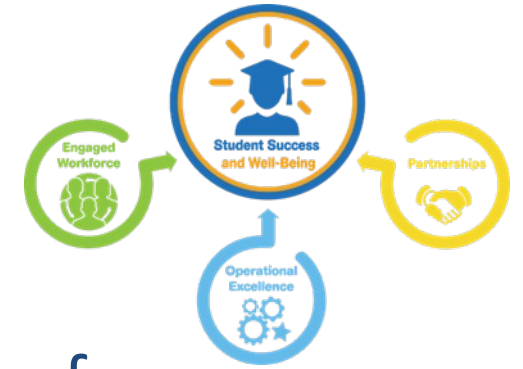 Student Success
and Well-Being
Engaged
Workforce
Partnerships
Operational
Excellence